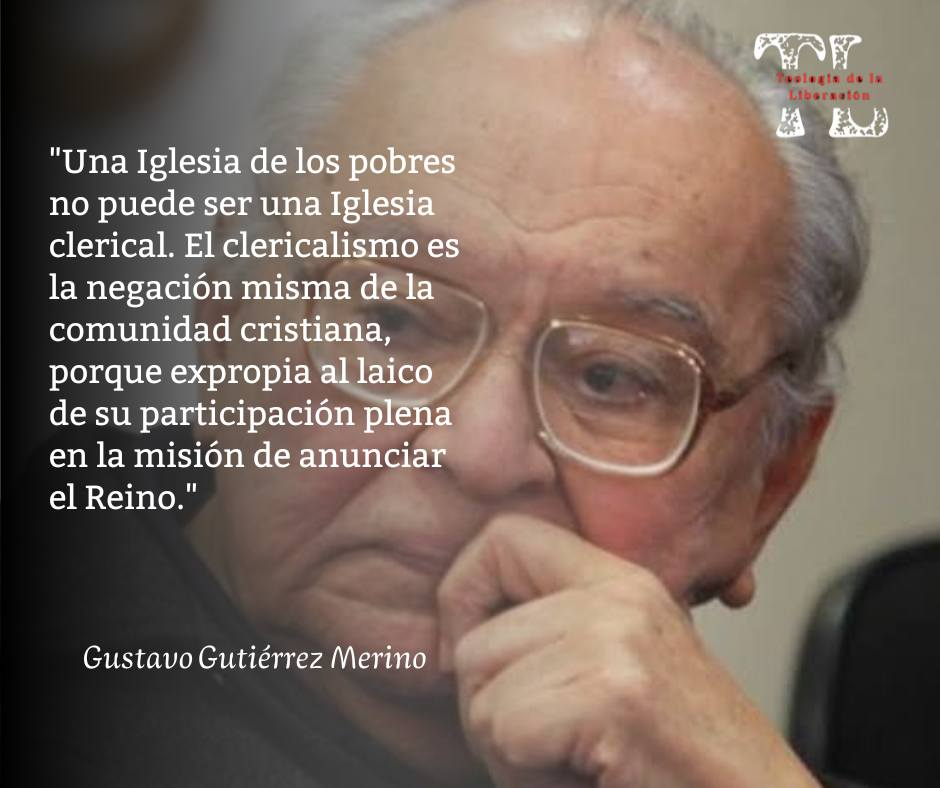 TL
Teología de la
Liberación
"Una Iglesia de los pobres
no puede ser una Iglesia
clerical. El clericalismo es
la negación misma de la
comunidad cristiana,
porque expropia al laico
de su participación plena
en la misión de anunciar
el Reino."
Gustavo Gutiérrez Merino